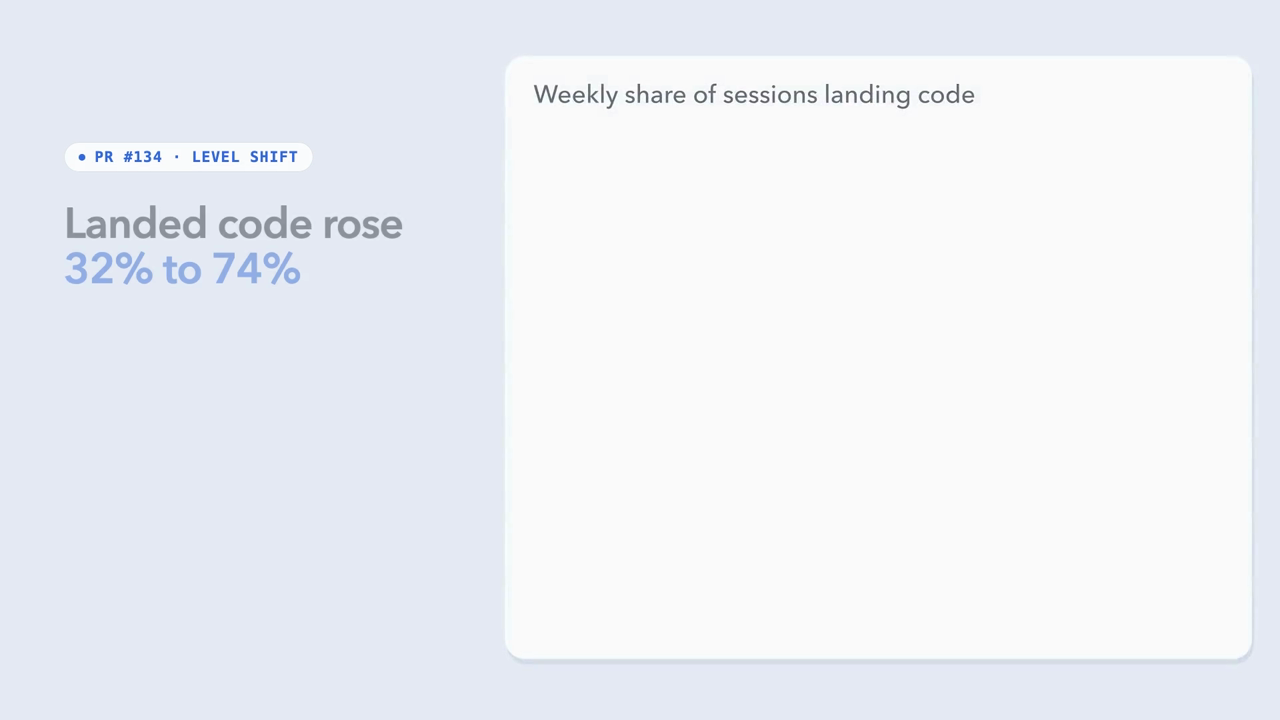 PR #134 · LEVEL SHIFT
Landed code rose
32% to 74%
Weekly share of sessions landing code